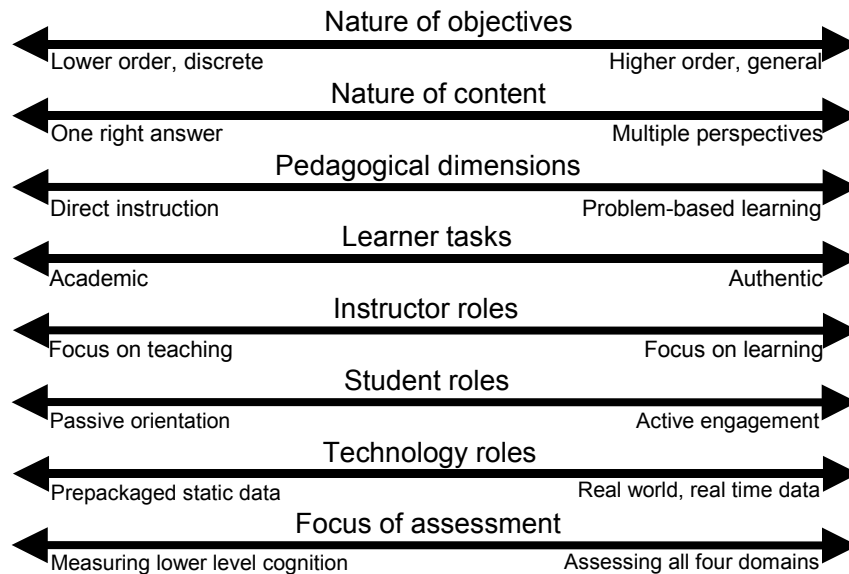 Nature of objectives
Lower order, discrete Higher order, general
Nature of content
One right answer Multiple perspectives
Pedagogical dimensions
Direct instruction Problem-based learning
Learner tasks
Academic Authentic
Instructor roles
Focus on teaching Focus on learning
Student roles
Passive orientation Active engagement
Technology roles
Prepackaged static data Real world, real time data
Focus of assessment
Measuring lower level cognition Assessing all four domains